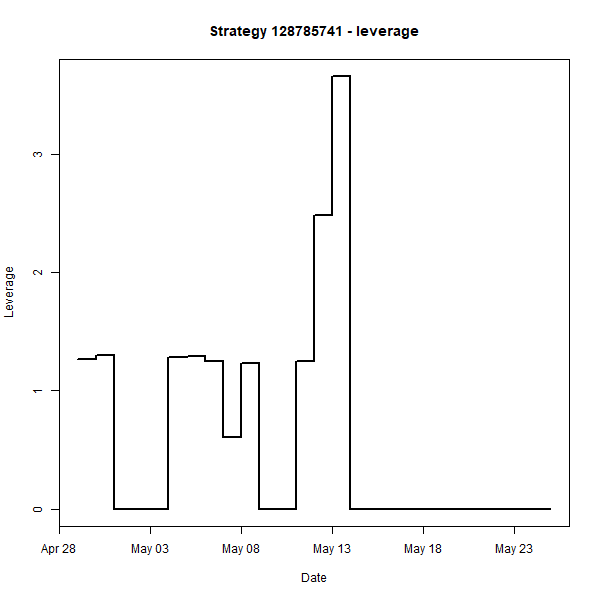 Strategy 128785741 - leverage
Leverage
3
2
1
0
Apr 28
May 03
May 08
May 13
May 18
May 23
Date